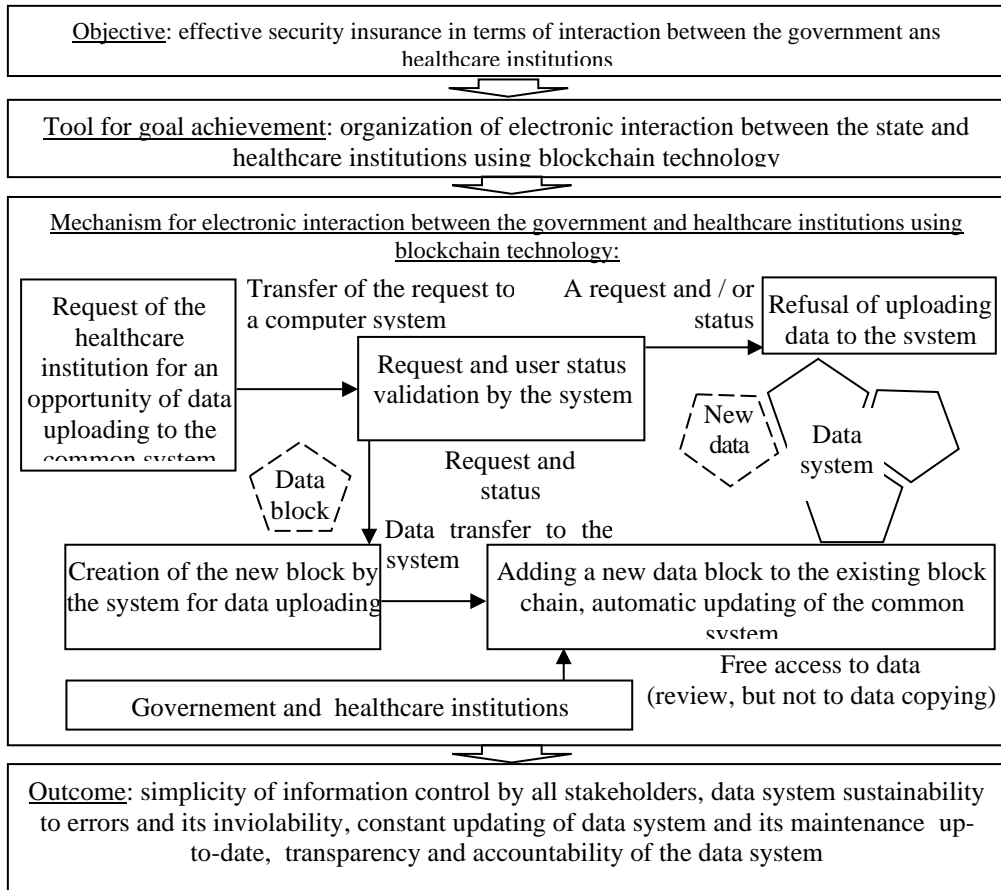 Objective: effective security insurance in terms of interaction between the government ans
healthcare institutions
Tool for goal achievement: organization of electronic interaction between the state and
healthcare institutions using blockchain technology
Mechanism for electronic interaction between the government and healthcare institutions using
blockchain technology:
Request of the
healthcare
institution for an
opportunity of data
uploading to the
common system
Transfer of the request to
a computer system
A request and / or
status
Refusal of uploading
data to the system
Request and user status
validation by the system
New
data
Data
system
Data
block
Request and
status
Data transfer to the
system
Creation of the new block by
the system for data uploading
Adding a new data block to the existing block
chain, automatic updating of the common
system
Free access to data
(review, but not to data copying)
Governement and healthcare institutions
Outcome: simplicity of information control by all stakeholders, data system sustainability
to errors and its inviolability, constant updating of data system and its maintenance up-
to-date, transparency and accountability of the data system